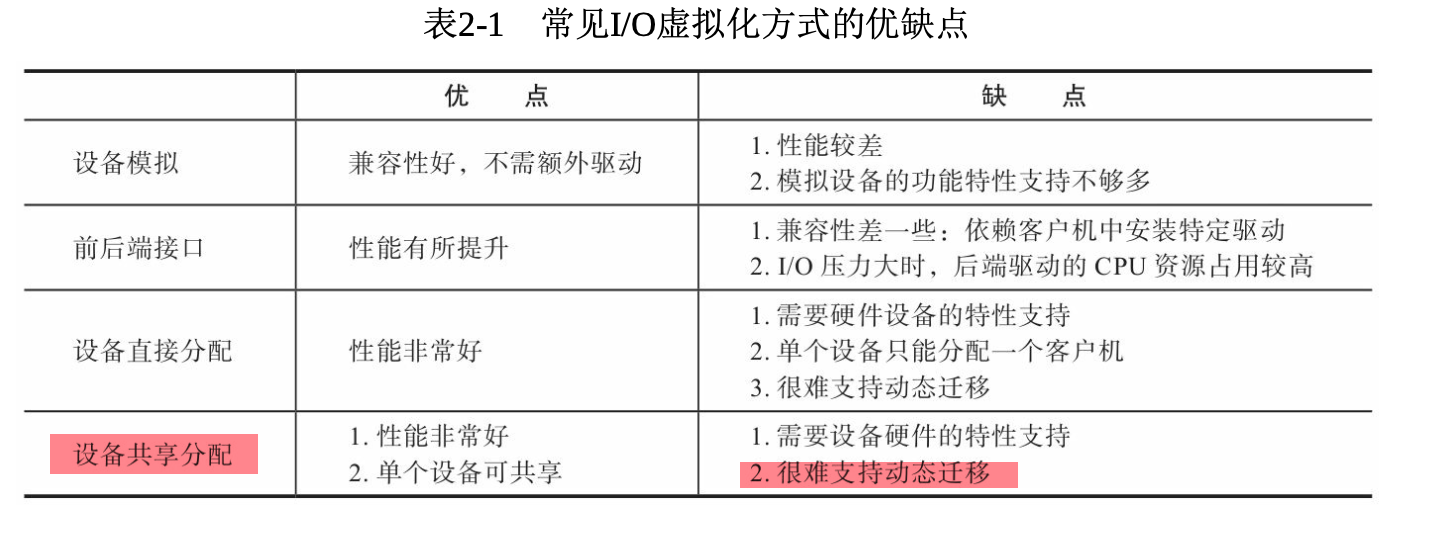 表2-1 常见I/O虚拟化方式的优缺点
优 点 缺 点
设备模拟
兼容性好，不需额外驱动
1. 性能较差
2. 模拟设备的功能特性支持不够多
前后端接口
性能有所提升
1. 兼容性差一些：依赖客户机中安装特定驱动
2. I/O 压力大时，后端驱动的 CPU 资源占用较高
设备直接分配
性能非常好
1. 需要硬件设备的特性支持
2. 单个设备只能分配一个客户机
3. 很难支持动态迁移
设备共享分配
1. 性能非常好
2. 单个设备可共享
1. 需要设备硬件的特性支持
2. 很难支持动态迁移